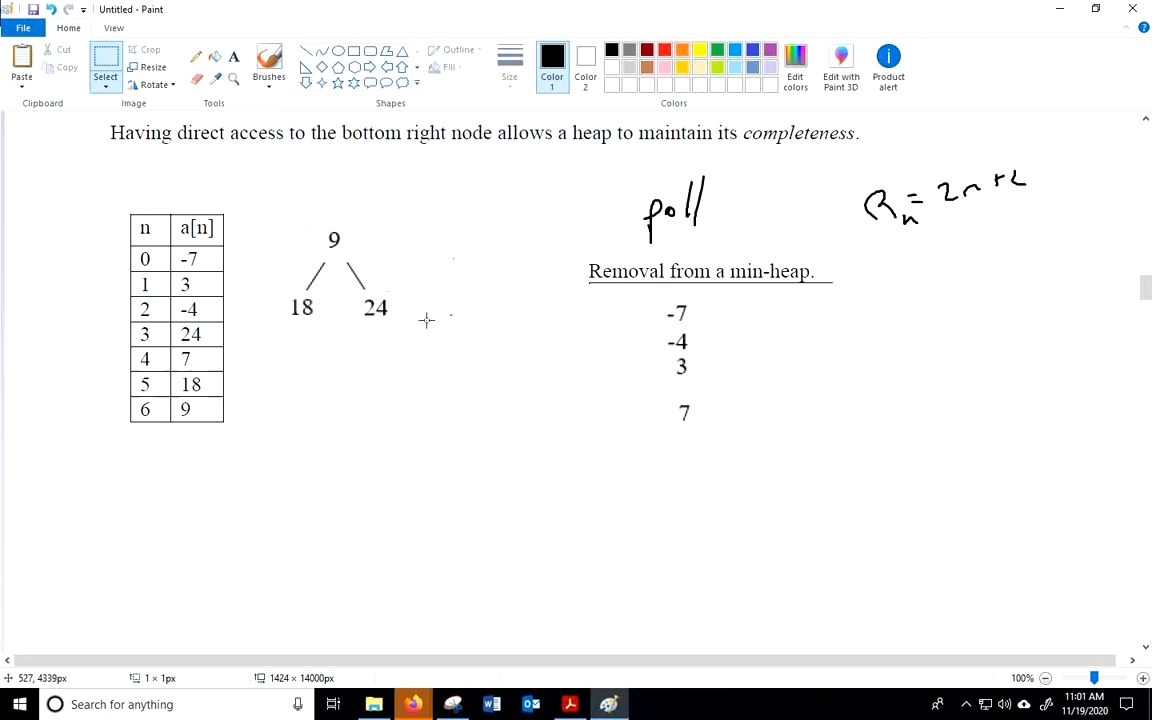 Untitled - Paint
File Home View
Cut
Copy
Paste
Clipboard
Select
Crop
Resize
Rotate
Image
Tools
Brushes
Shapes
Outline
Fill
Size
Color 1
Color 2
Colors
Edit colors
Edit with Paint 3D
Product alert
Having direct access to the bottom right node allows a heap to maintain its completeness.
poll
Rn = 2n+2
n a[n]
0 -7
1 3
2 -4
3 24
4 7
5 18
6 9
9
18 24
Removal from a min-heap.
-7
-4
3
7
527, 4339px
1 × 1px
1424 × 14000px
100%
Search for anything
11:01 AM
11/19/2020